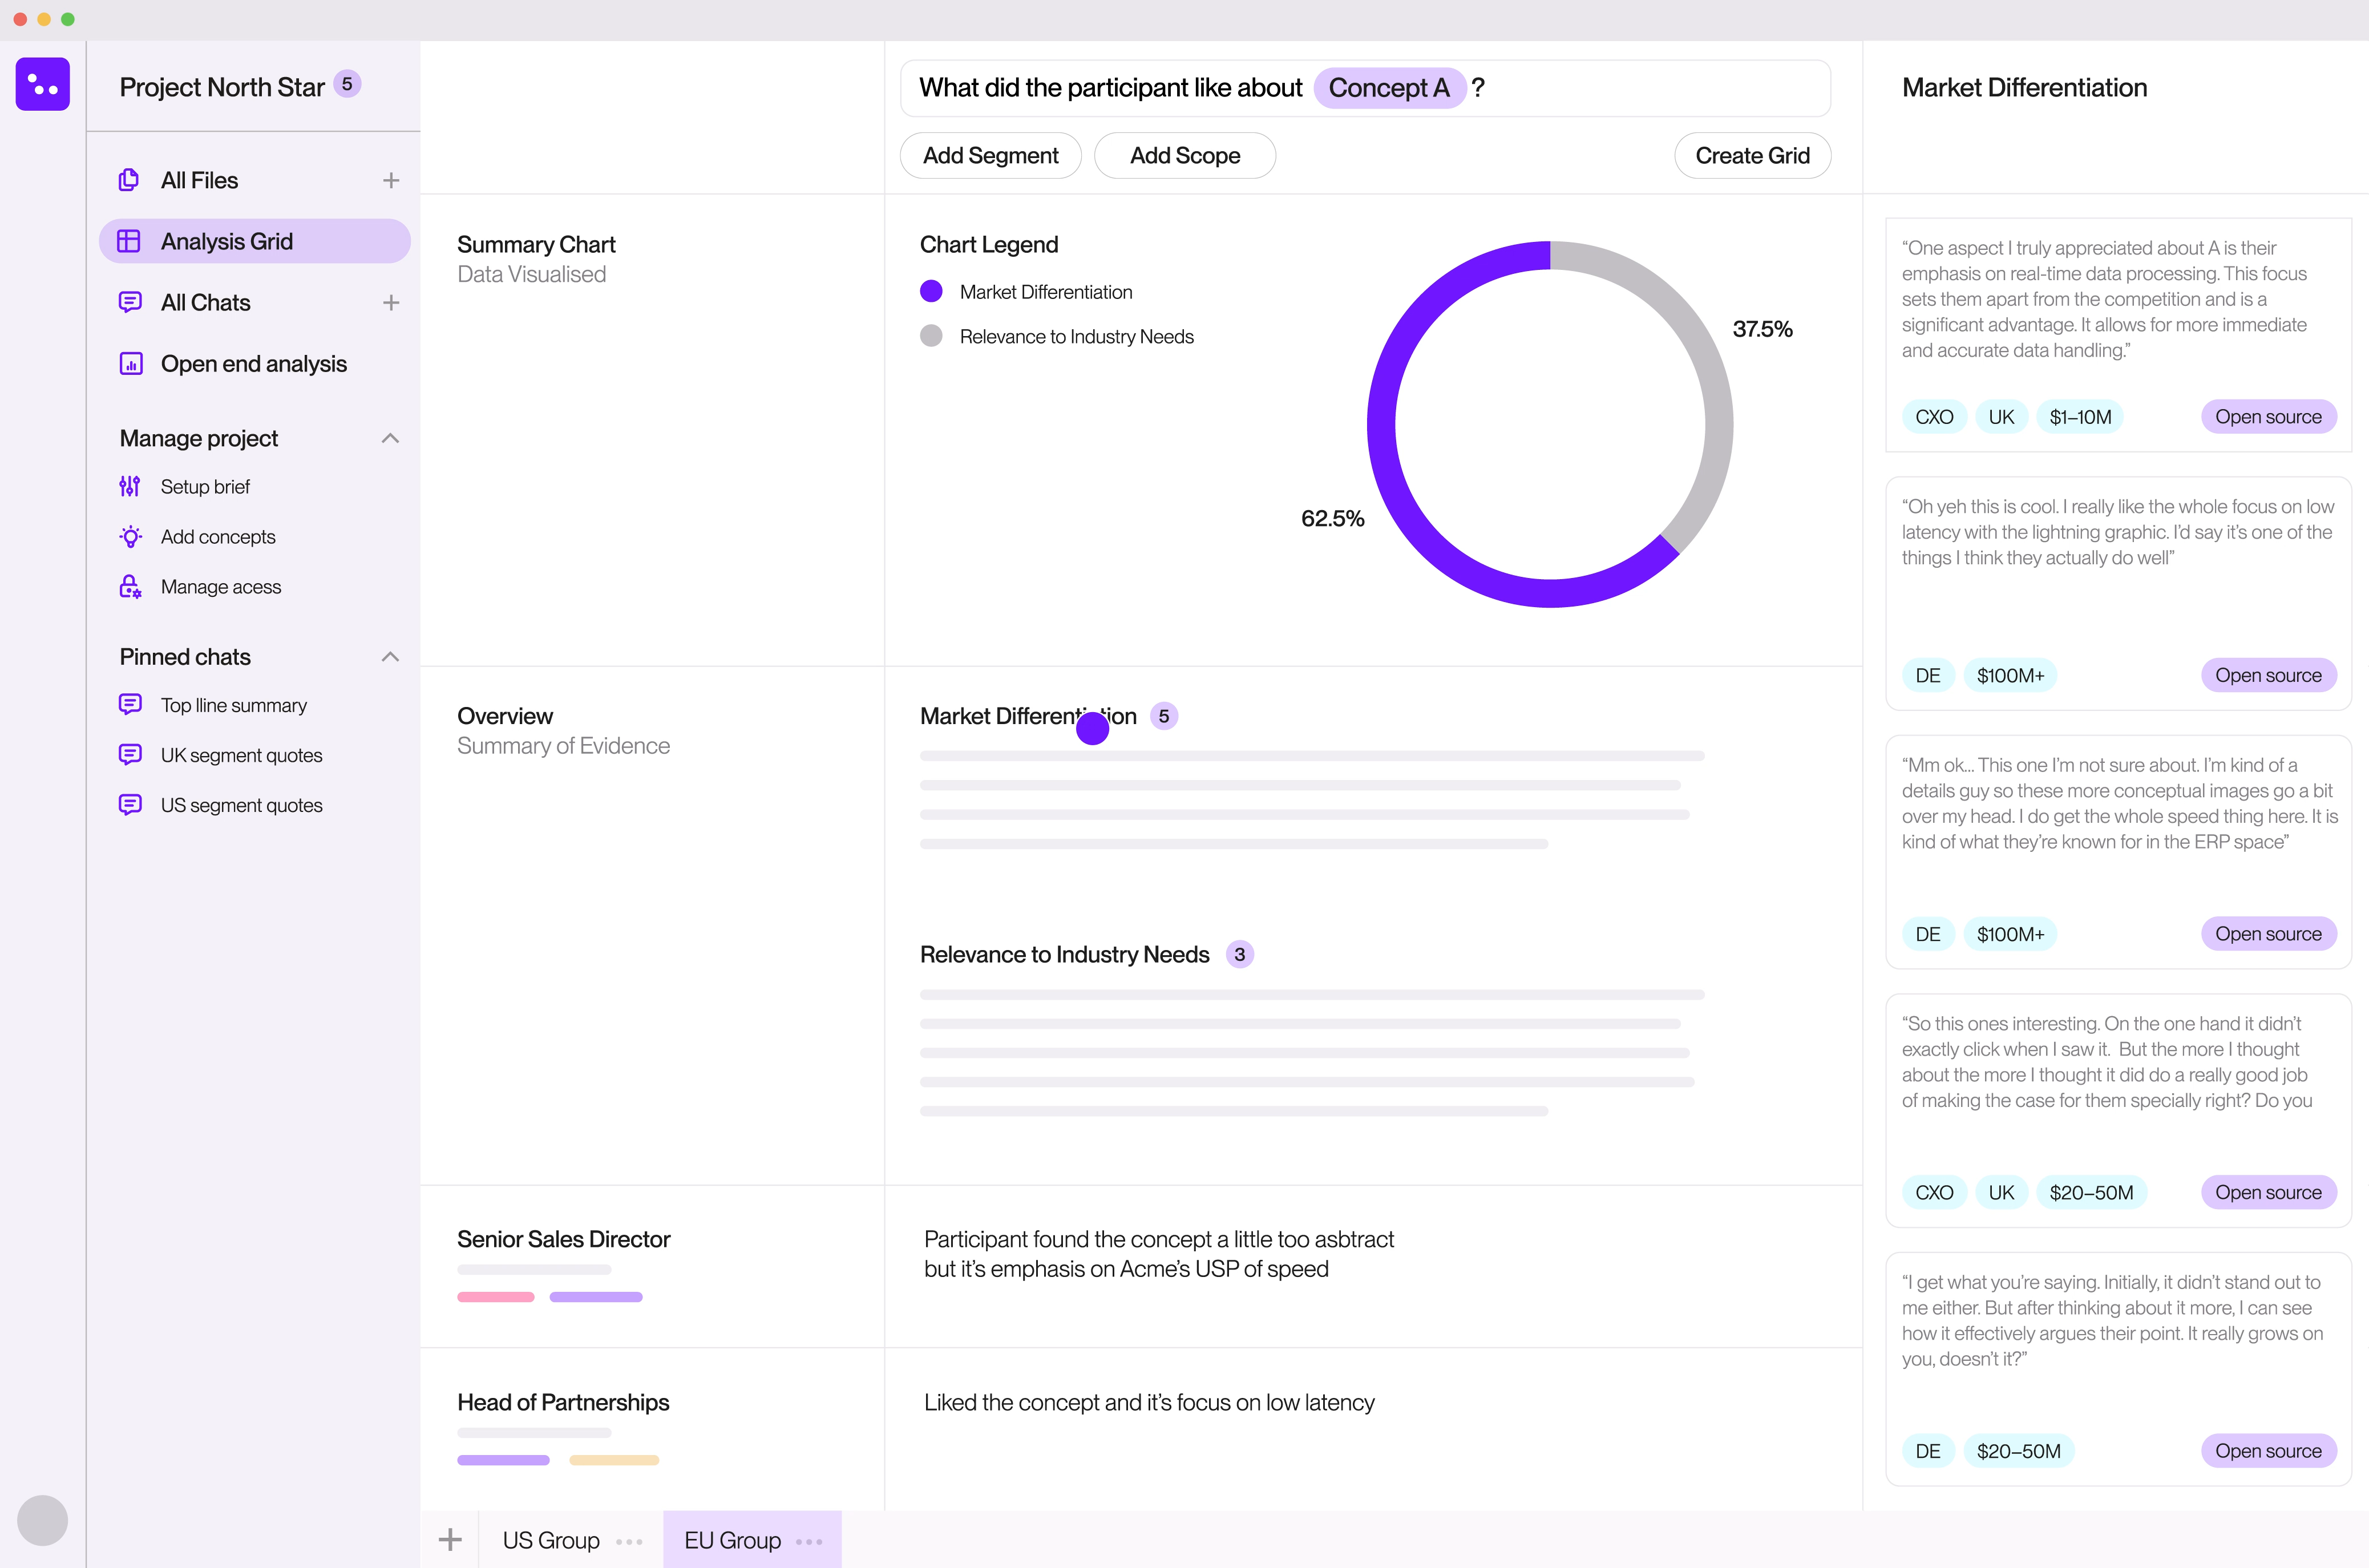 Project North Star 5
All Files
Analysis Grid
All Chats
Open end analysis
Manage project
Setup brief
Add concepts
Manage acess
Pinned chats
Top lline summary
UK segment quotes
US segment quotes
What did the participant like about Concept A ?
Add Segment Add Scope Create Grid
Summary Chart
Data Visualised
Chart Legend
Market Differentiation
Relevance to Industry Needs
37.5%
62.5%
Overview
Summary of Evidence
Market Differentiation 5
Relevance to Industry Needs 3
Senior Sales Director
Participant found the concept a little too asbtract
but it’s emphasis on Acme’s USP of speed
Head of Partnerships
Liked the concept and it’s focus on low latency
US Group
EU Group
Market Differentiation
“One aspect I truly appreciated about A is their
emphasis on real-time data processing. This focus
sets them apart from the competition and is a
significant advantage. It allows for more immediate
and accurate data handling.”
CXO UK $1–10M Open source
“Oh yeh this is cool. I really like the whole focus on low
latency with the lightning graphic. I’d say it’s one of the
things I think they actually do well”
DE $100M+ Open source
“Mm ok... This one I’m not sure about. I’m kind of a
details guy so these more conceptual images go a bit
over my head. I do get the whole speed thing here. It is
kind of what they’re known for in the ERP space”
DE $100M+ Open source
“So this ones interesting. On the one hand it didn’t
exactly click when I saw it. But the more I thought
about the more I thought it did do a really good job
of making the case for them specially right? Do you
CXO UK $20–50M Open source
“I get what you’re saying. Initially, it didn’t stand out to
me either. But after thinking about it more, I can see
how it effectively argues their point. It really grows on
you, doesn’t it?”
DE $20–50M Open source